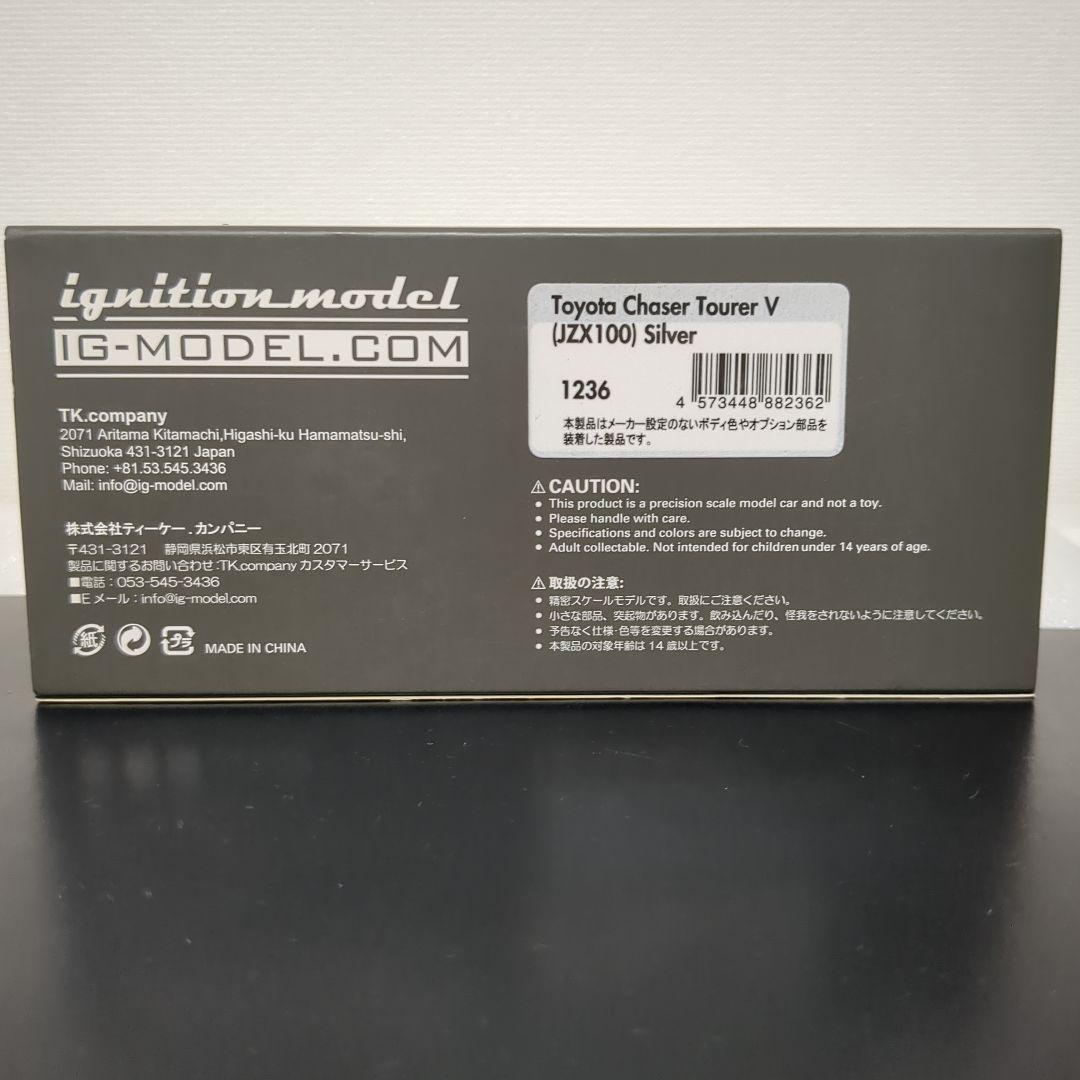 ignition model
IG-MODEL.COM
TK.company
2071 Aritama Kitamachi,Higashi-ku Hamamatsu-shi,
Shizuoka 431-3121 Japan
Phone: +81.53.545.3436
Mail: info@ig-model.com
株式会社ティーケー.カンパニー
〒431-3121 静岡県浜松市東区有玉北町2071
製品に関するお問い合わせ:TK.company カスタマーサービス
■電話:053-545-3436
■Eメール:info@ig-model.com
紙
プラ
MADE IN CHINA
Toyota Chaser Tourer V
(JZX100) Silver
1236
4 573448 882362
本製品はメーカー設定のないボディ色やオプション部品を
装着した製品です。
⚠CAUTION:
• This product is a precision scale model car and not a toy.
• Please handle with care.
• Specifications and colors are subject to change.
• Adult collectable. Not intended for children under 14 years of age.
⚠取扱の注意:
• 精密スケールモデルです。取扱にご注意ください。
• 小さな部品、突起物があります。飲み込んだり、怪我をされないように注意してください。
• 予告なく仕様・色等を変更する場合があります。
• 本製品の対象年齢は14歳以上です。